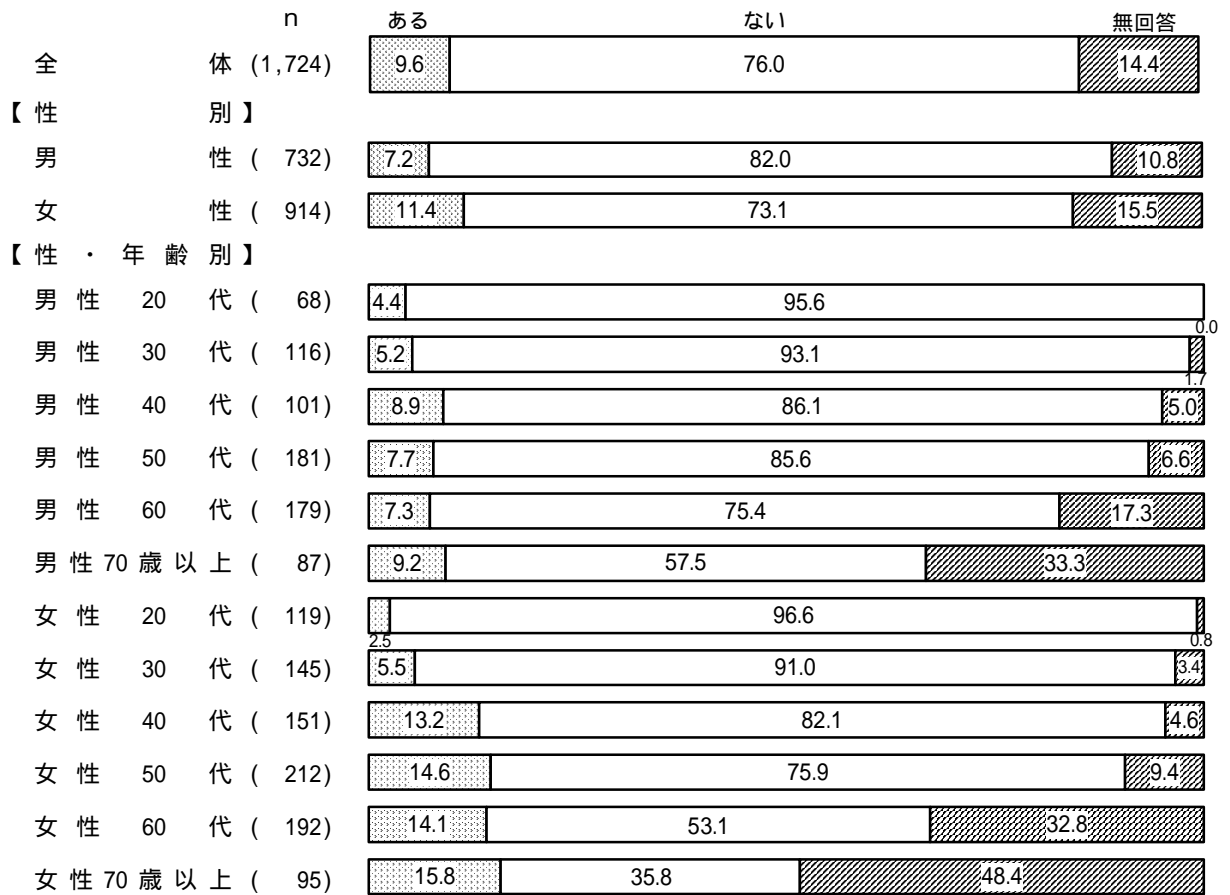 n ある ない 無回答
全 体 (1,724) 9.6 76.0 14.4
【性 別】
男 性 ( 732) 7.2 82.0 10.8
女 性 ( 914) 11.4 73.1 15.5
【性・年齢別】
男性 20 代 ( 68) 4.4 95.6
0.0
男性 30 代 ( 116) 5.2 93.1
1.7
男性 40 代 ( 101) 8.9 86.1 5.0
男性 50 代 ( 181) 7.7 85.6 6.6
男性 60 代 ( 179) 7.3 75.4 17.3
男性70歳以上 ( 87) 9.2 57.5 33.3
女性 20 代 ( 119) 96.6
2.5 0.8
女性 30 代 ( 145) 5.5 91.0 3.4
女性 40 代 ( 151) 13.2 82.1 4.6
女性 50 代 ( 212) 14.6 75.9 9.4
女性 60 代 ( 192) 14.1 53.1 32.8
女性70歳以上 ( 95) 15.8 35.8 48.4